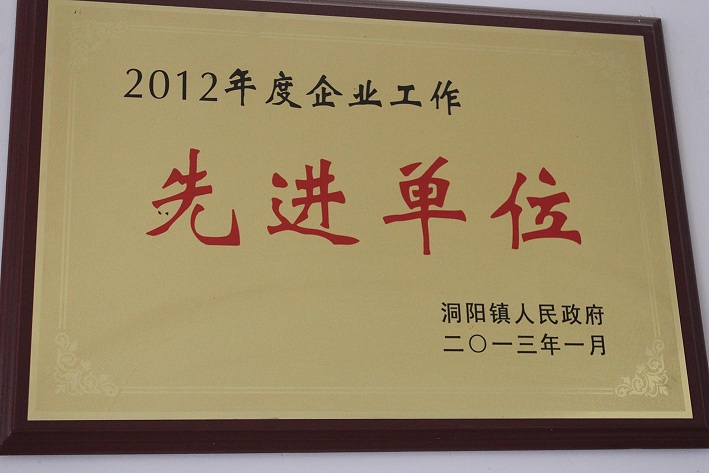 2012年度企业工作
先进单位
洞阳镇人民政府
二〇一三年一月